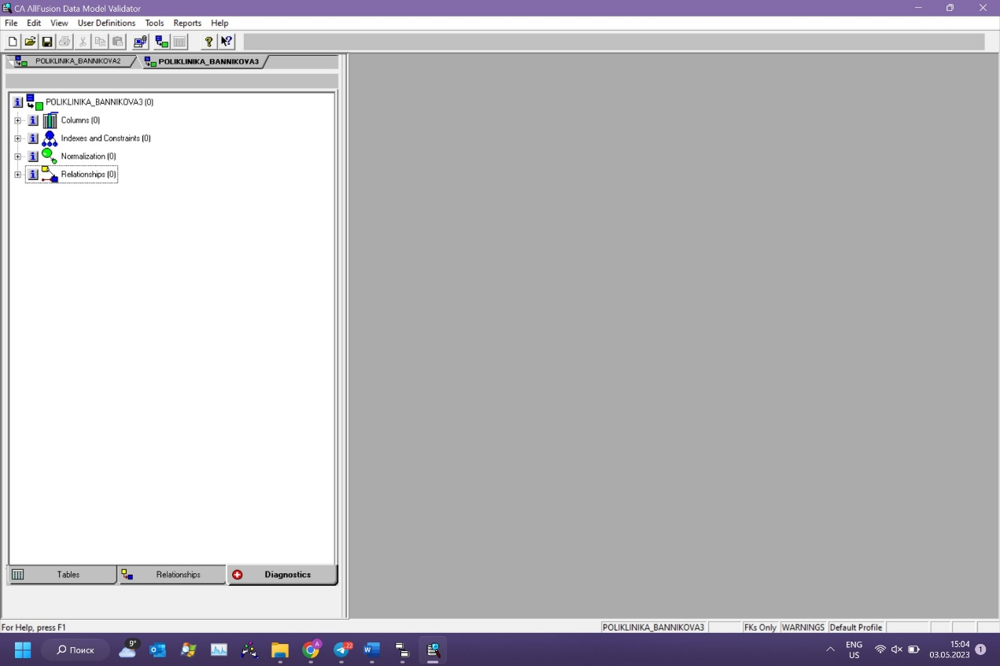 CA AllFusion Data Model Validator
File Edit View User Definitions Tools Reports Help
POLIKLINIKA_BANNIKOVA2 POLIKLINIKA_BANNIKOVA3
POLIKLINIKA_BANNIKOVA3 (0)
Columns (0)
Indexes and Constraints (0)
Normalization (0)
Relationships (0)
Tables Relationships Diagnostics
For Help, press F1 POLIKLINIKA_BANNIKOVA3 FKs Only WARNINGS Default Profile
9° Поиск A 22 ENG 15:04
US 03.05.2023 1